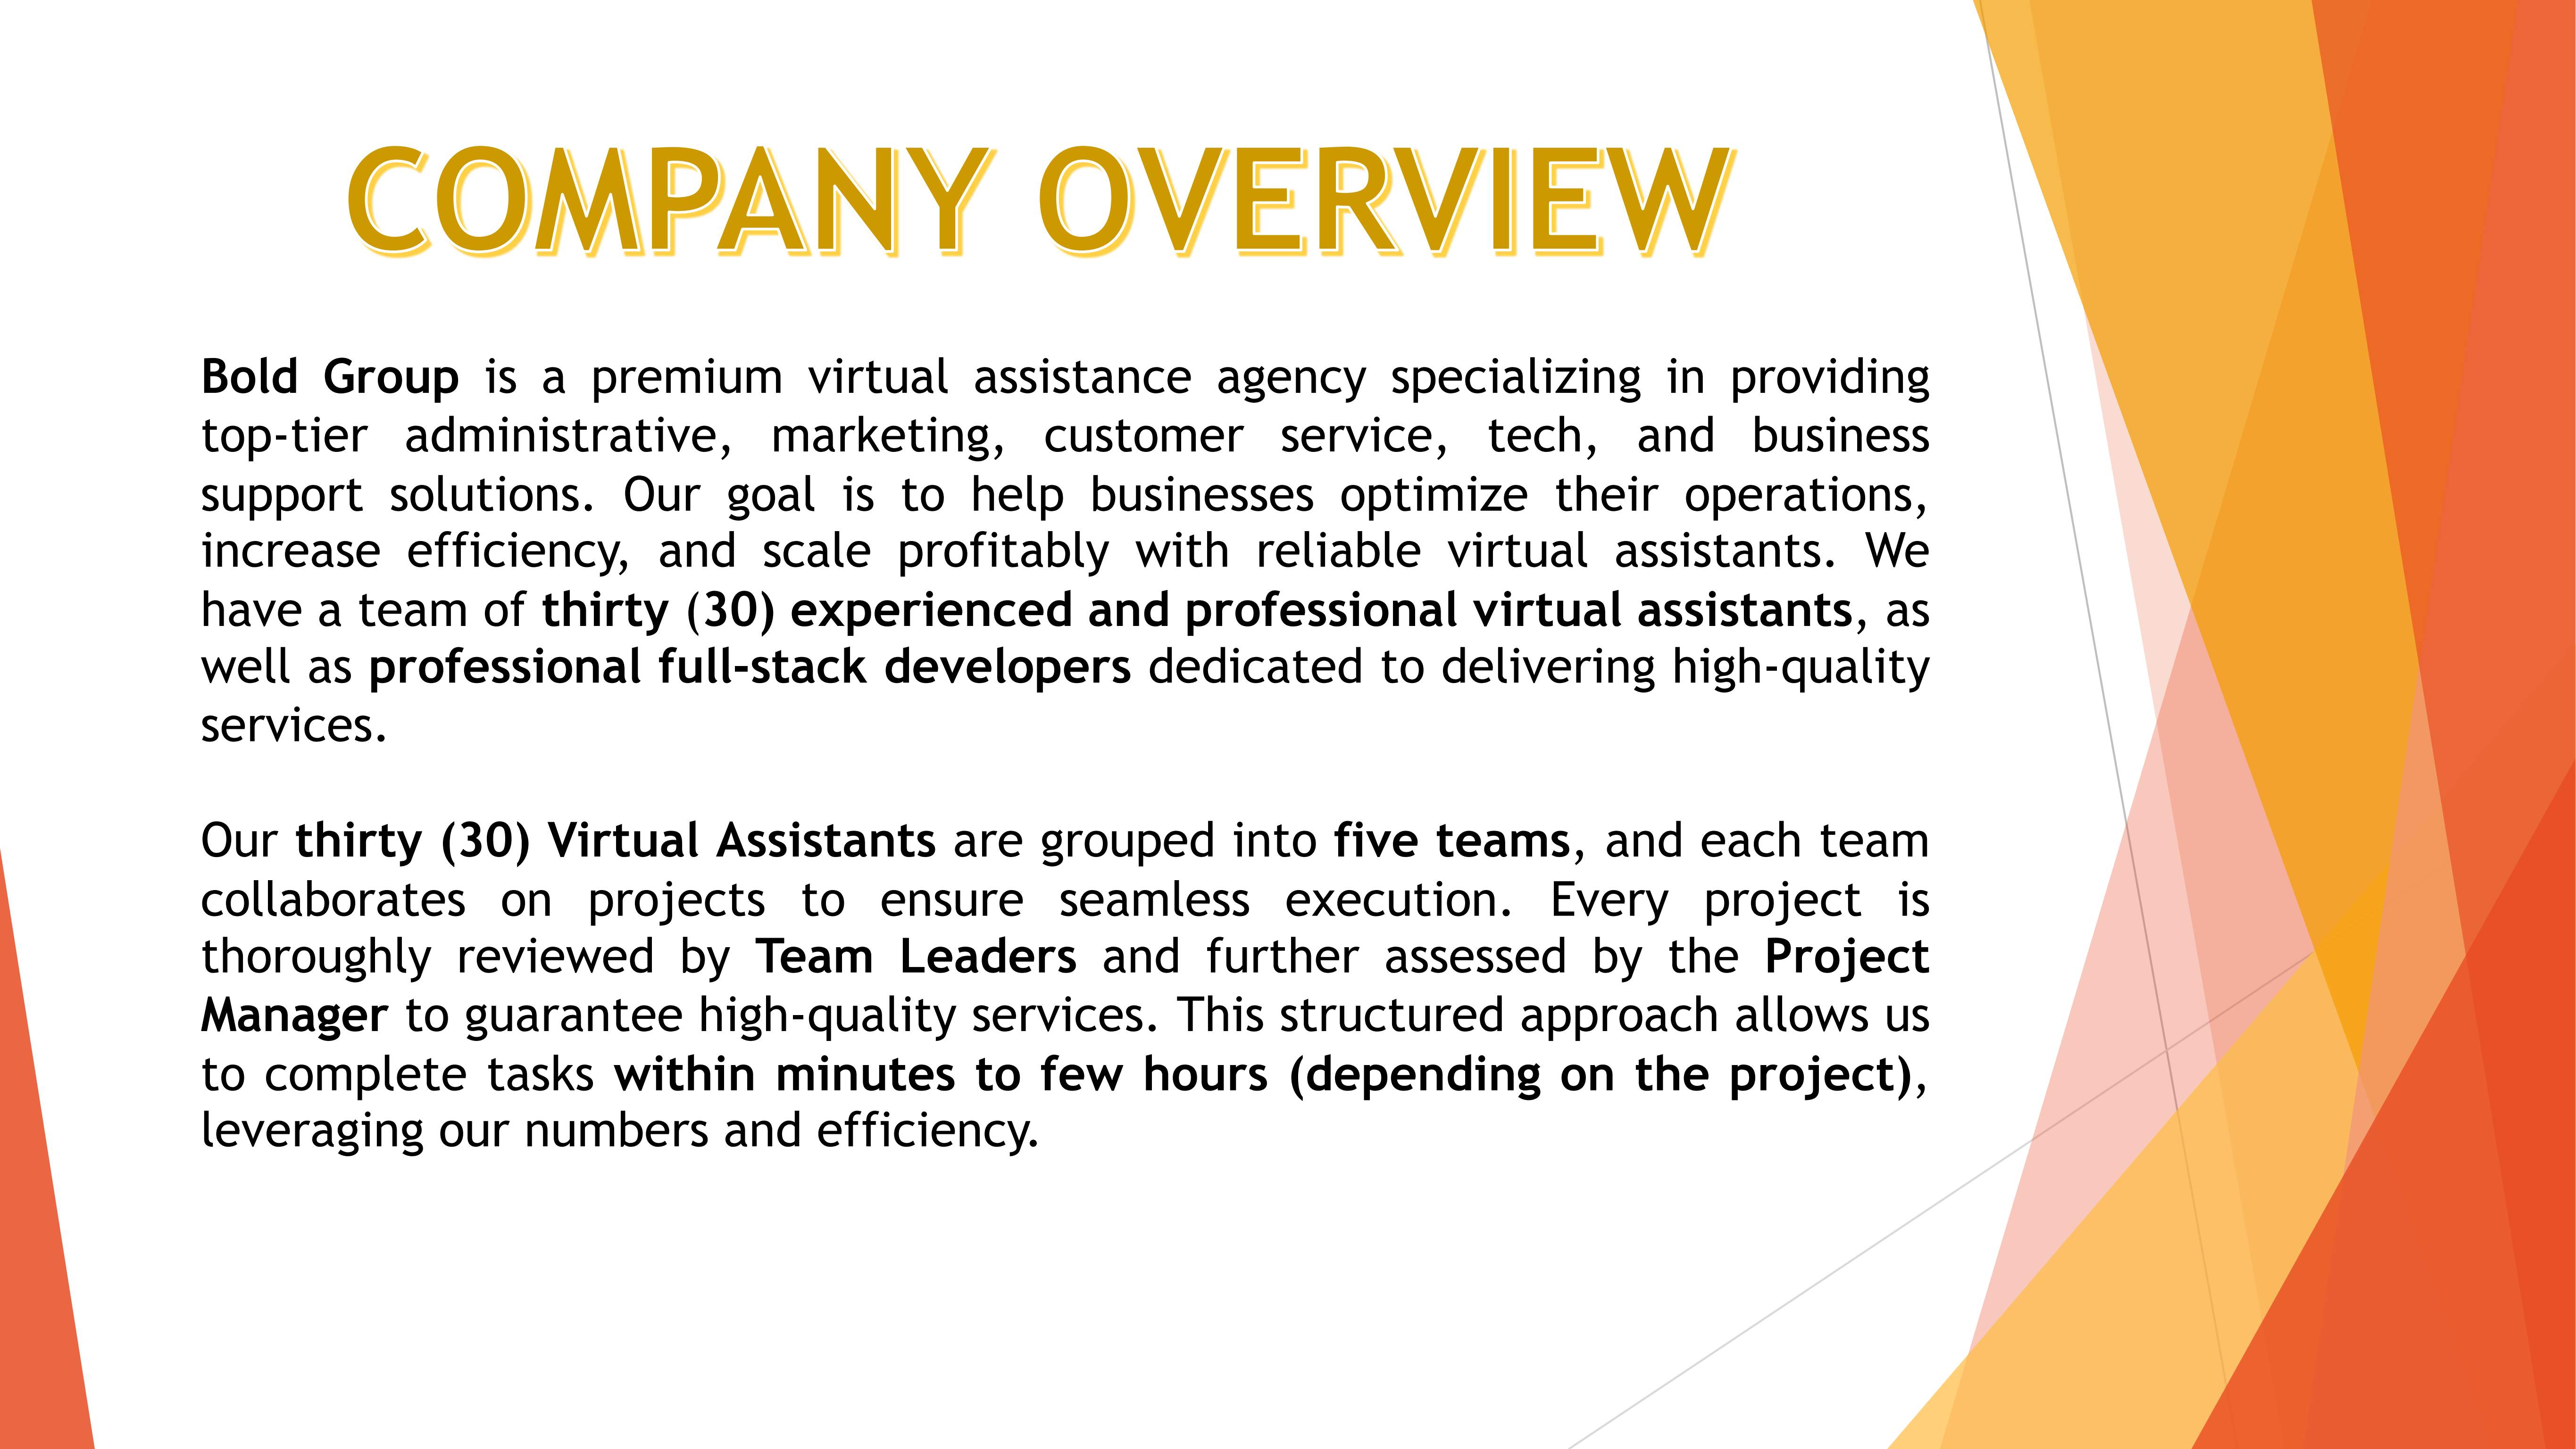 COMPANY OVERVIEW
Bold Group is a premium virtual assistance agency specializing in providing
top-tier administrative, marketing, customer service, tech, and business
support solutions. Our goal is to help businesses optimize their operations,
increase efficiency, and scale profitably with reliable virtual assistants. We
have a team of thirty (30) experienced and professional virtual assistants, as
well as professional full-stack developers dedicated to delivering high-quality
services.
Our thirty (30) Virtual Assistants are grouped into five teams, and each team
collaborates on projects to ensure seamless execution. Every project is
thoroughly reviewed by Team Leaders and further assessed by the Project
Manager to guarantee high-quality services. This structured approach allows us
to complete tasks within minutes to few hours (depending on the project),
leveraging our numbers and efficiency.